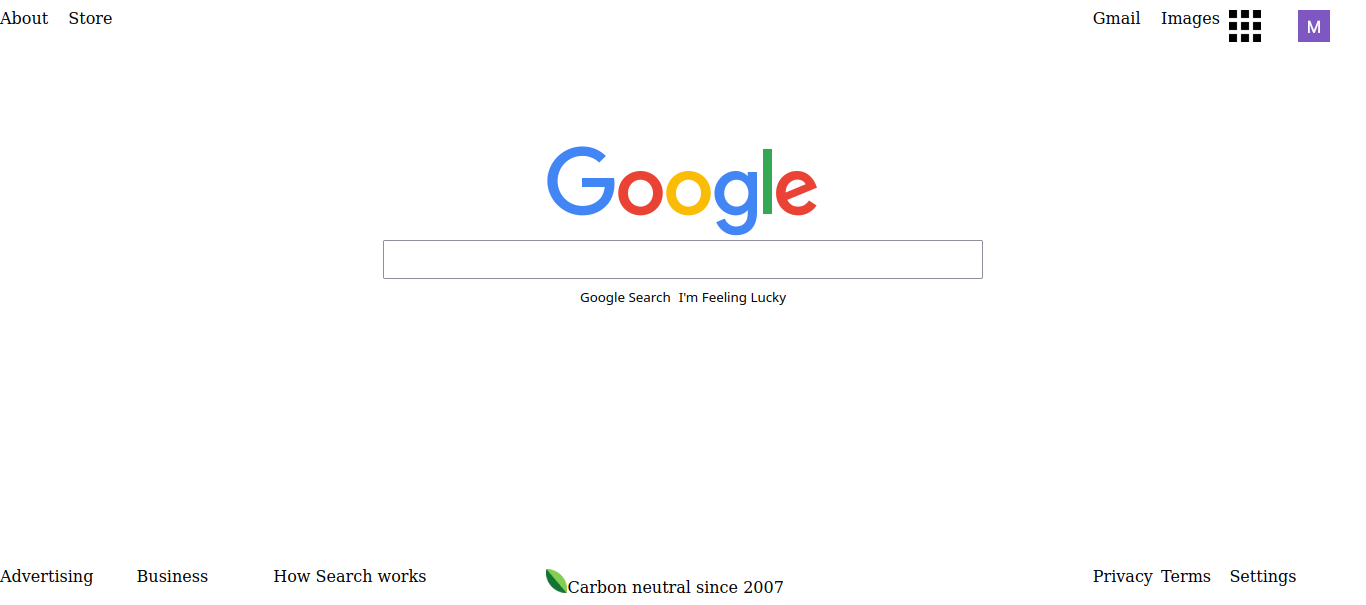 About Store Gmail Images M
Google
Google Search I'm Feeling Lucky
Advertising Business How Search works Carbon neutral since 2007 Privacy Terms Settings